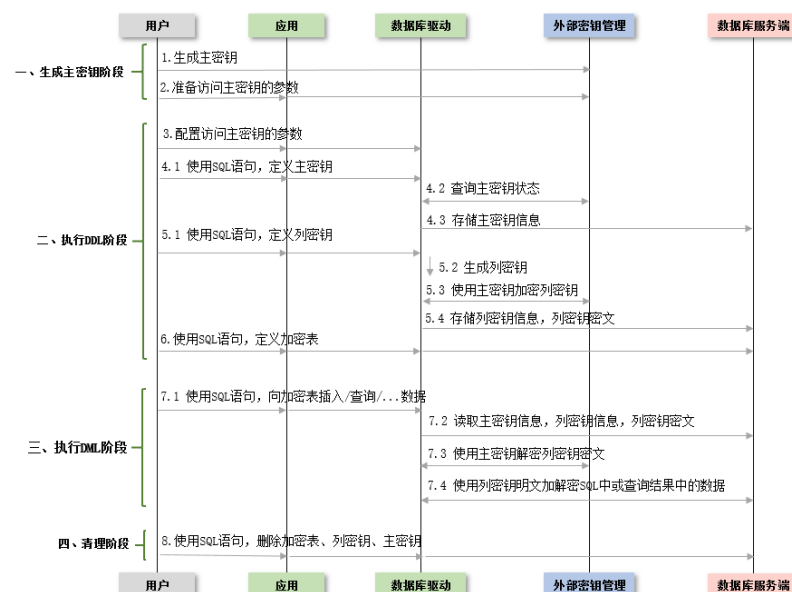 用户 应用 数据库驱动 外部密钥管理 数据库服务端
一、生成主密钥阶段
1.生成主密钥
2.准备访问主密钥的参数
二、执行DDL阶段
3.配置访问主密钥的参数
4.1 使用SQL语句，定义主密钥
4.2 查询主密钥状态
4.3 存储主密钥信息
5.1 使用SQL语句，定义列密钥
5.2 生成列密钥
5.3 使用主密钥加密列密钥
5.4 存储列密钥信息，列密钥密文
6.使用SQL语句，定义加密表
三、执行DML阶段
7.1 使用SQL语句，向加密表插入/查询/...数据
7.2 读取主密钥信息，列密钥信息，列密钥密文
7.3 使用主密钥解密列密钥密文
7.4 使用列密钥明文加解密SQL中或查询结果中的数据
四、清理阶段
8.使用SQL语句，删除加密表、列密钥、主密钥
用户 应用 数据库驱动 外部密钥管理 数据库服务端